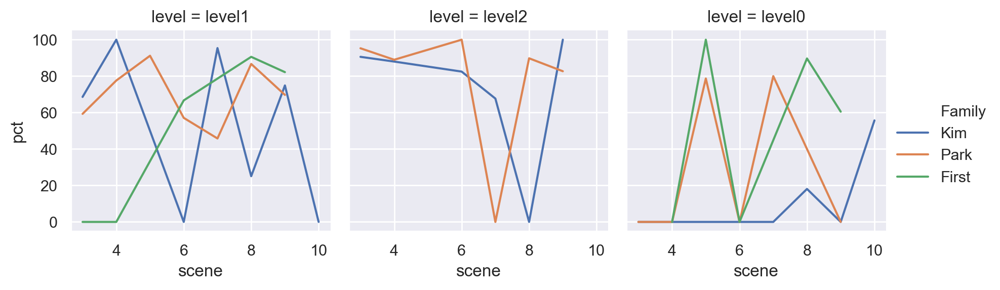 level = level1
level = level2
level = level0
pct
100
80
60
40
20
0
4 6 8 10
4 6 8 10
4 6 8 10
scene
scene
scene
Family
Kim
Park
First